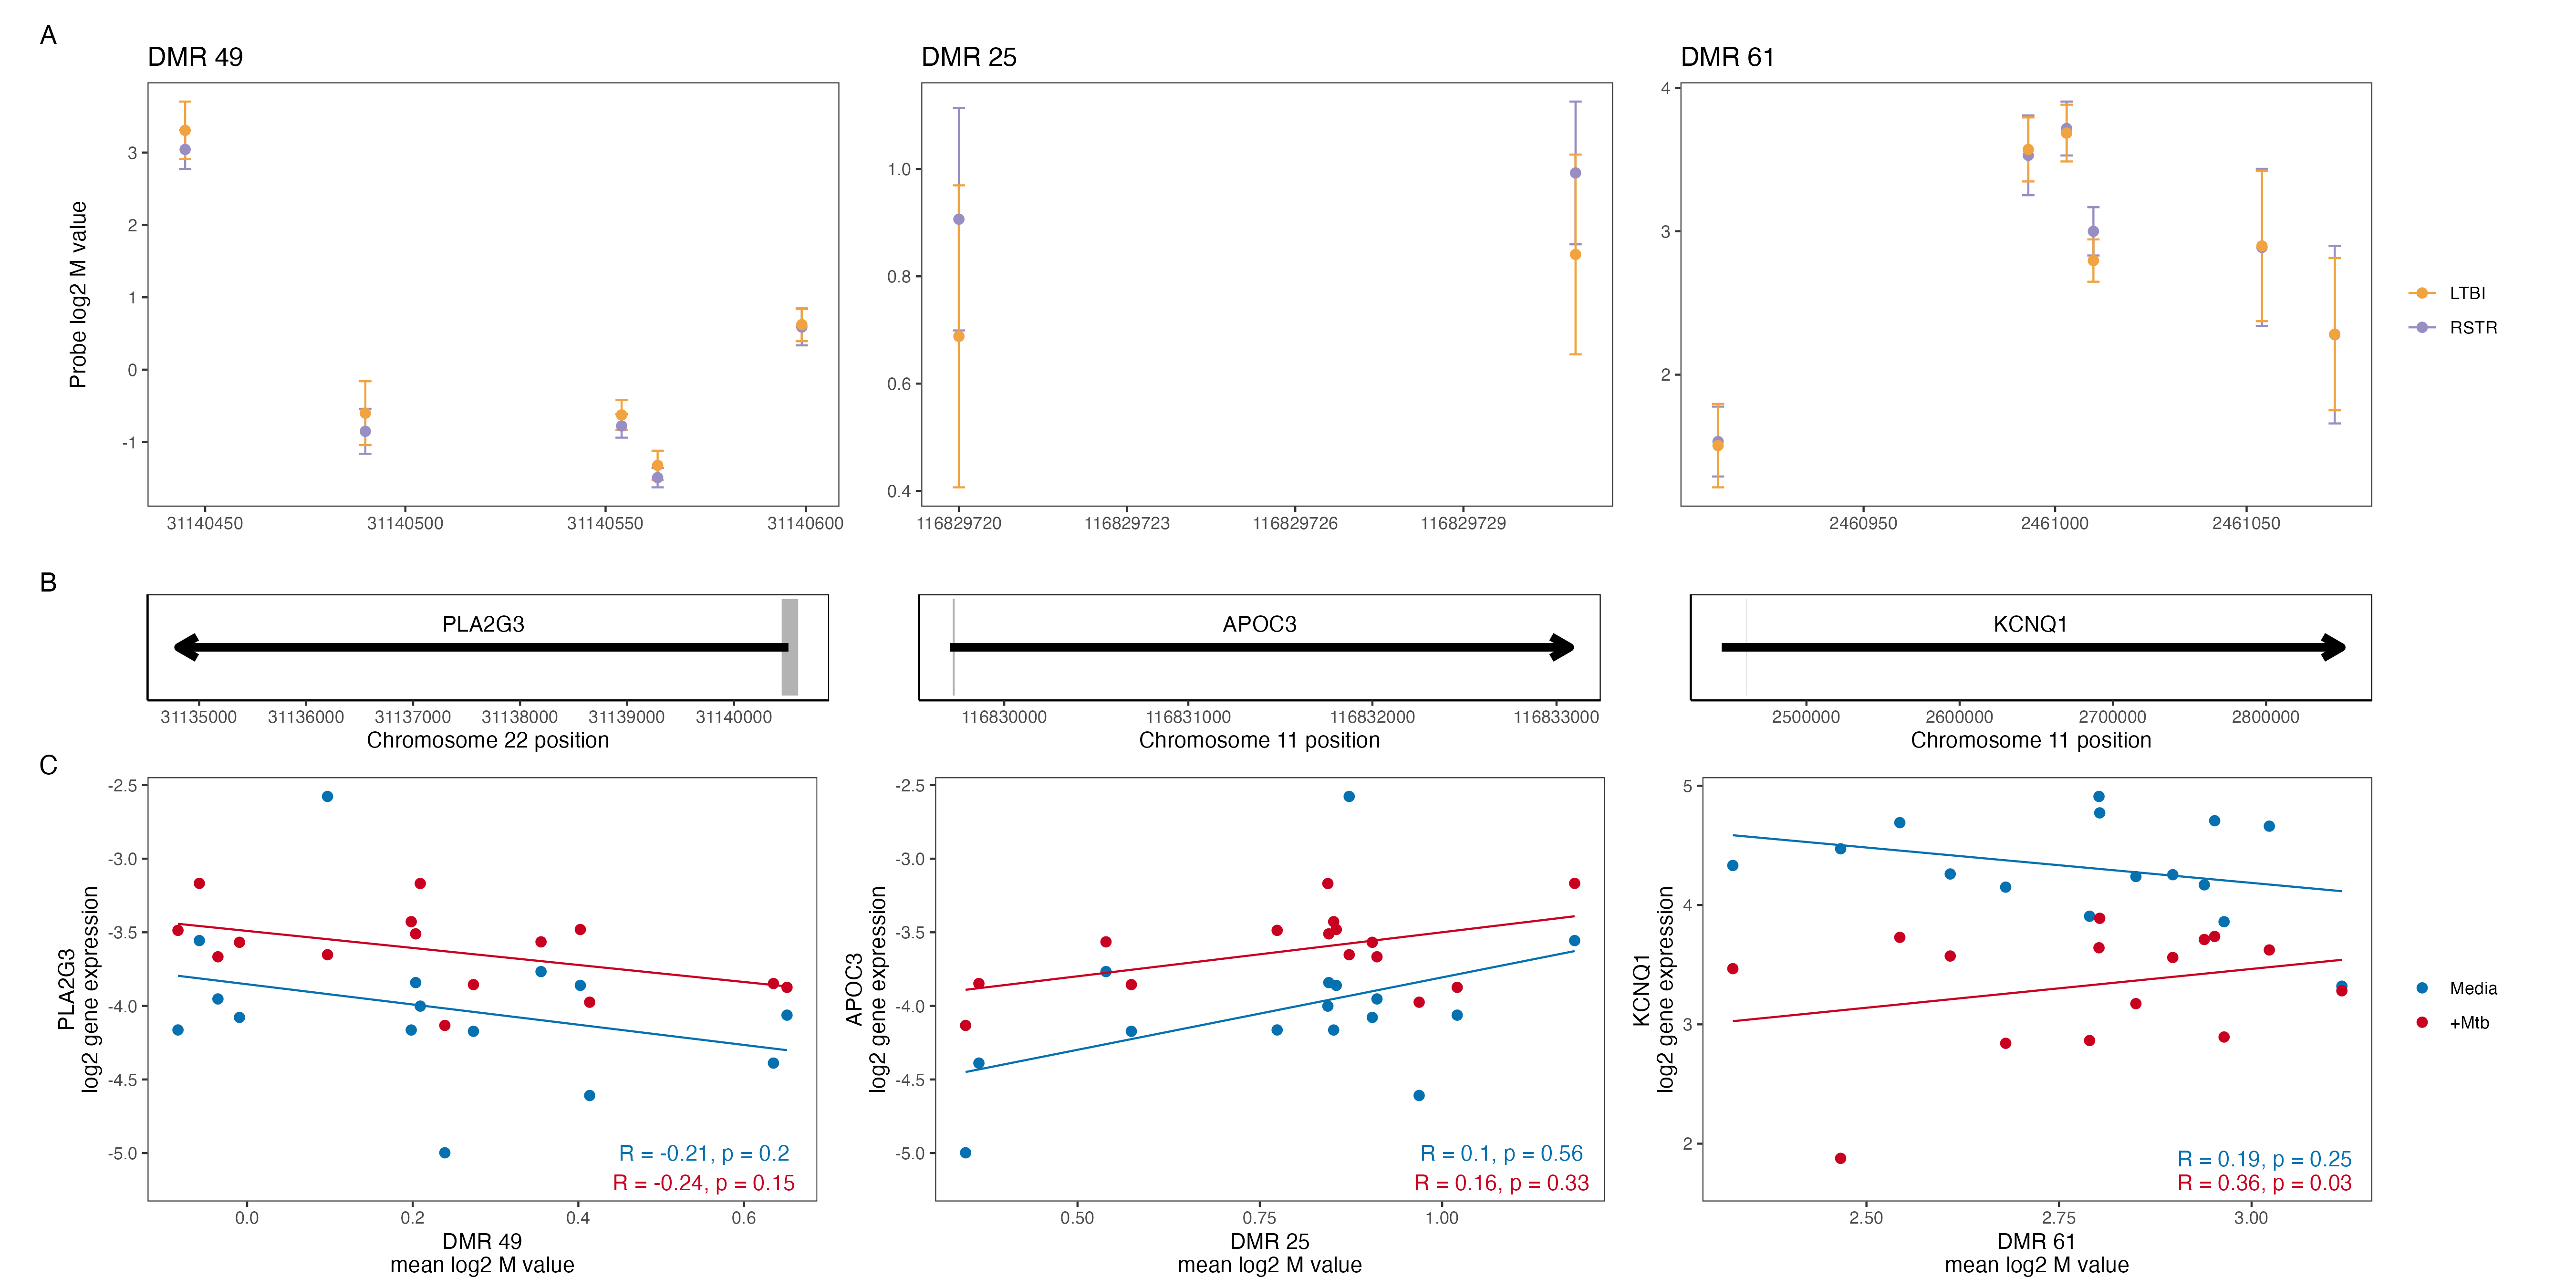 A
DMR 49
DMR 25
DMR 61
Probe log2 M value
3
2
1
0
-1
31140450
31140500
31140550
31140600
1.0
0.8
0.6
0.4
116829720
116829723
116829726
116829729
4
3
2
2460950
2461000
2461050
LTBI
RSTR
B
PLA2G3
31135000
31136000
31137000
31138000
31139000
31140000
Chromosome 22 position
APOC3
116830000
116831000
116832000
116833000
Chromosome 11 position
KCNQ1
2500000
2600000
2700000
2800000
Chromosome 11 position
C
PLA2G3
log2 gene expression
-2.5
-3.0
-3.5
-4.0
-4.5
-5.0
R = -0.21, p = 0.2
R = -0.24, p = 0.15
0.0
0.2
0.4
0.6
DMR 49
mean log2 M value
APOC3
log2 gene expression
-2.5
-3.0
-3.5
-4.0
-4.5
-5.0
R = 0.1, p = 0.56
R = 0.16, p = 0.33
0.50
0.75
1.00
DMR 25
mean log2 M value
KCNQ1
log2 gene expression
5
4
3
2
R = 0.19, p = 0.25
R = 0.36, p = 0.03
2.50
2.75
3.00
DMR 61
mean log2 M value
Media
+Mtb